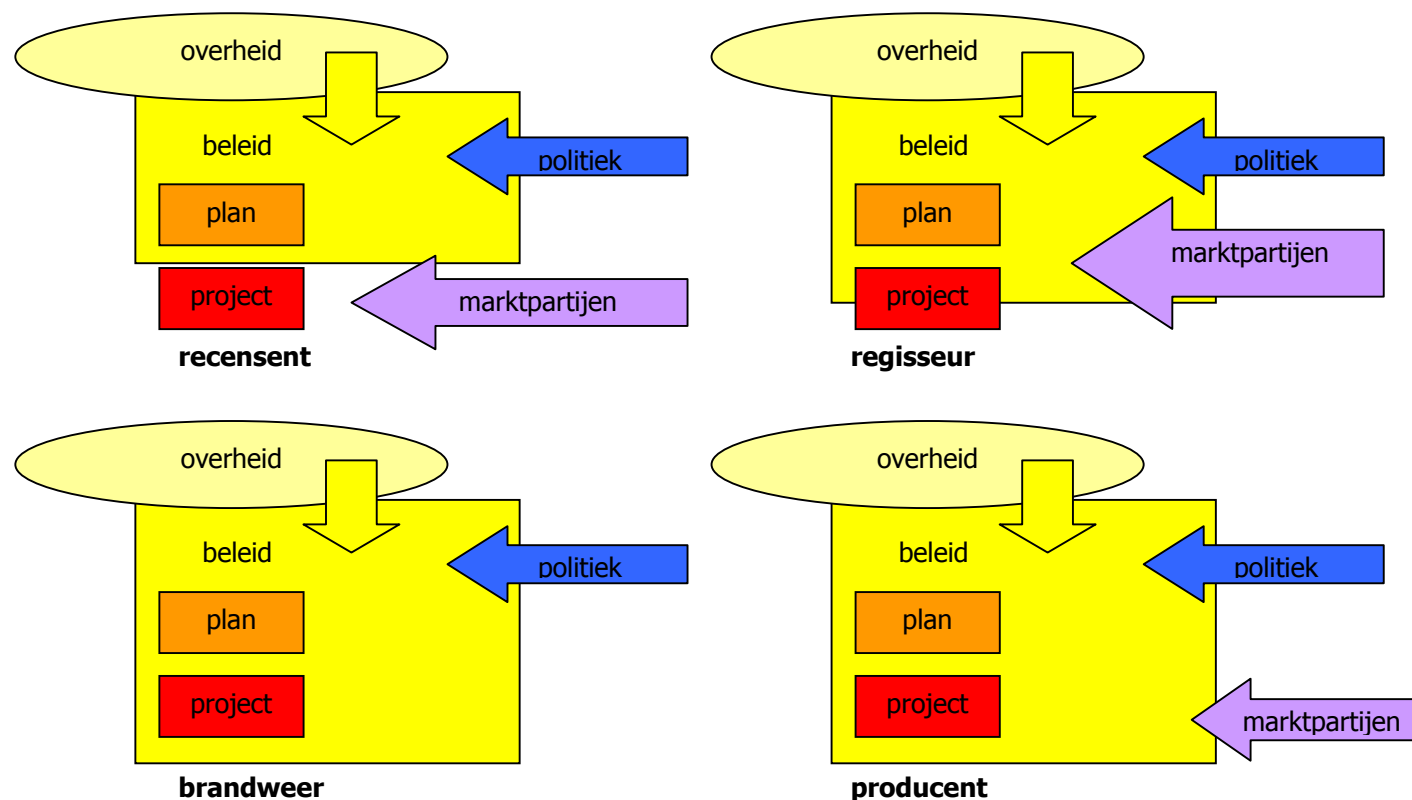 overheid
beleid
politiek
plan
project
marktpartijen
recensent
overheid
beleid
politiek
plan
marktpartijen
project
regisseur
overheid
beleid
politiek
plan
project
brandweer
overheid
beleid
politiek
plan
project
marktpartijen
producent